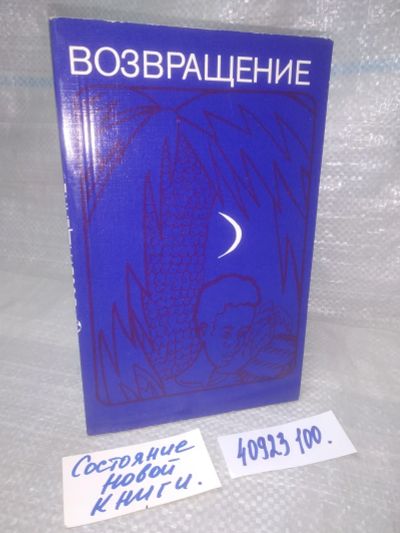 ВОЗВРАЩЕНИЕ
Состояние
новой
книги.
40923 100.